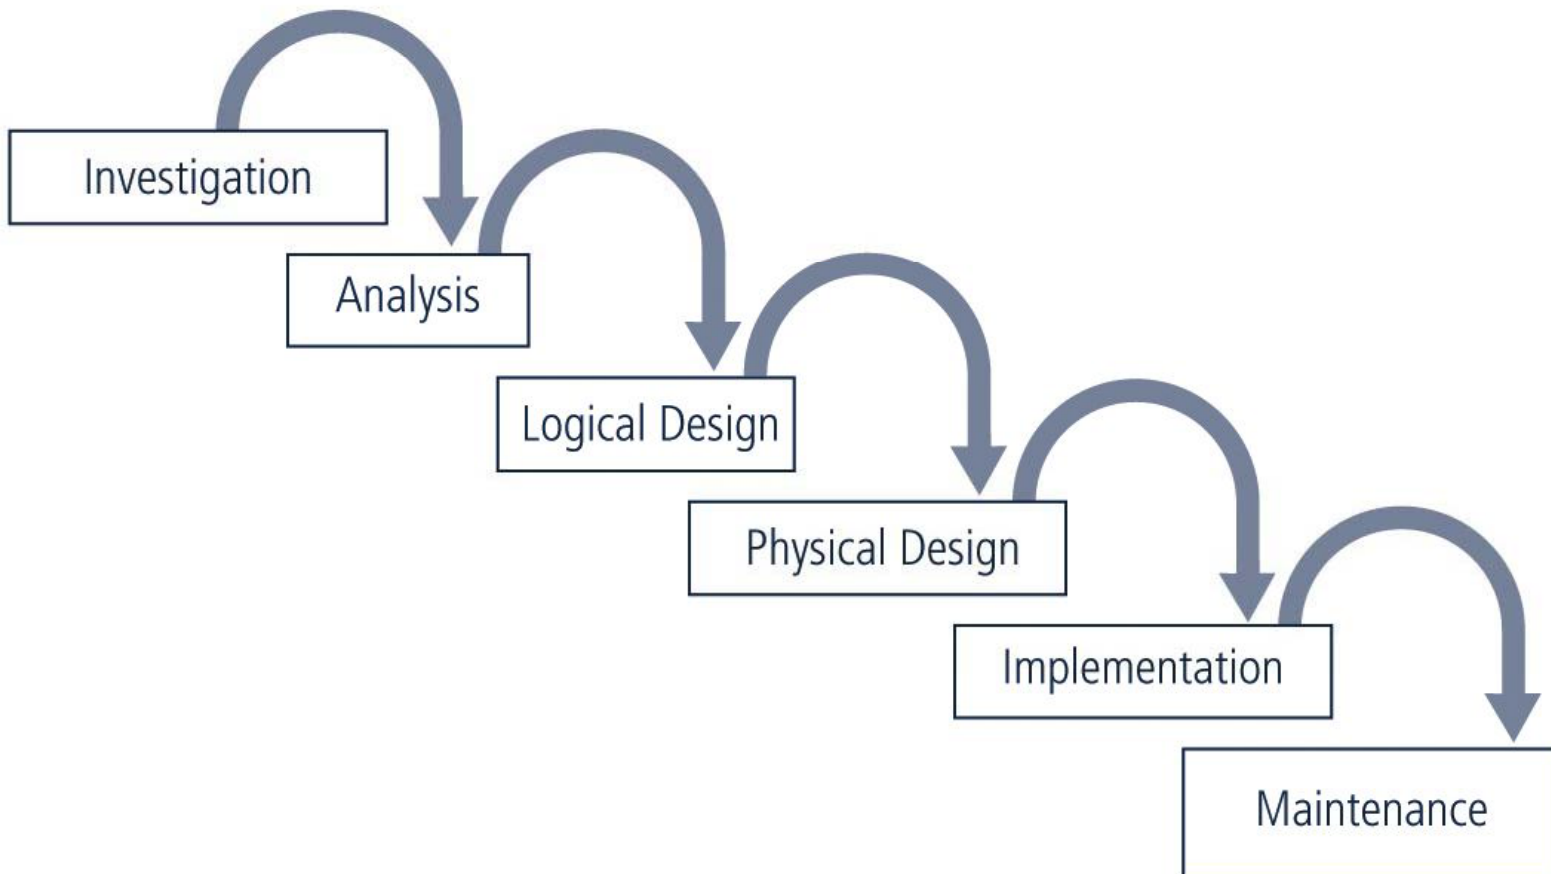 Investigation
Analysis
Logical Design
Physical Design
Implementation
Maintenance